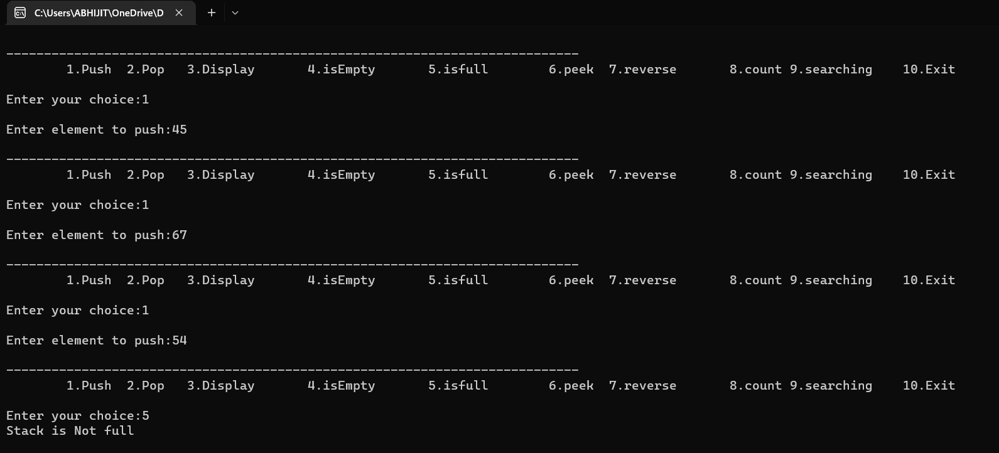 C:\Users\ABHIJIT\OneDrive\D
----------------------------------------------------------------------------
1.Push 2.Pop 3.Display 4.isEmpty 5.isfull 6.peek 7.reverse 8.count 9.searching 10.Exit
Enter your choice:1
Enter element to push:45
----------------------------------------------------------------------------
1.Push 2.Pop 3.Display 4.isEmpty 5.isfull 6.peek 7.reverse 8.count 9.searching 10.Exit
Enter your choice:1
Enter element to push:67
----------------------------------------------------------------------------
1.Push 2.Pop 3.Display 4.isEmpty 5.isfull 6.peek 7.reverse 8.count 9.searching 10.Exit
Enter your choice:1
Enter element to push:54
----------------------------------------------------------------------------
1.Push 2.Pop 3.Display 4.isEmpty 5.isfull 6.peek 7.reverse 8.count 9.searching 10.Exit
Enter your choice:5
Stack is Not full